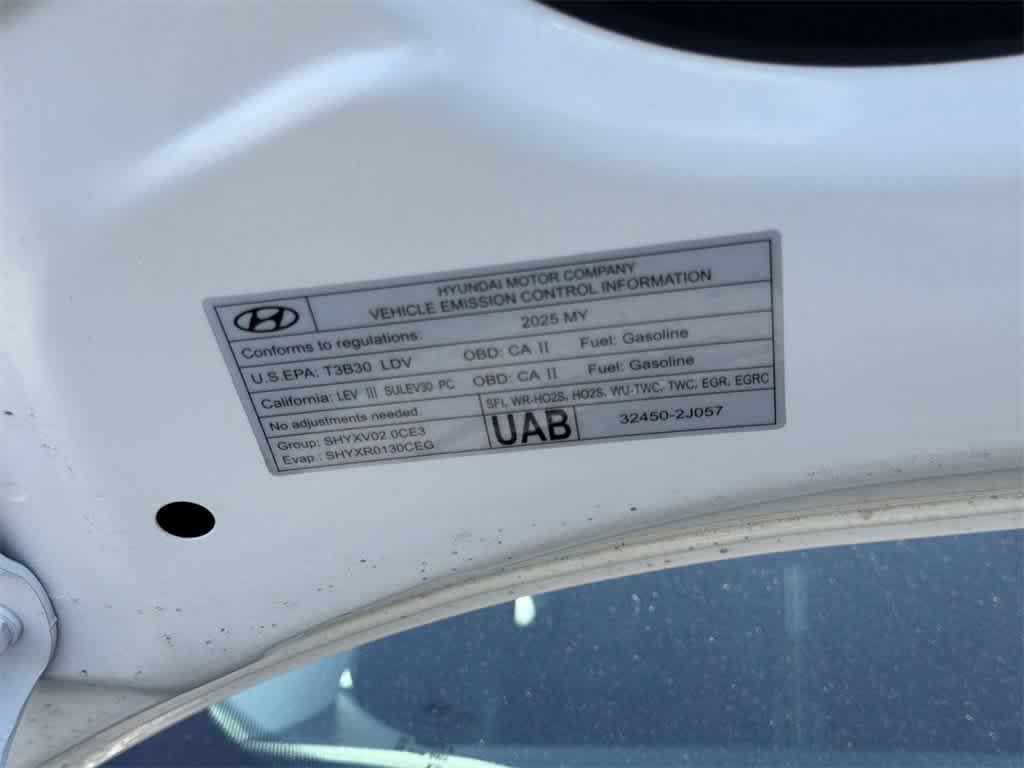 HYUNDAI MOTOR COMPANY
VEHICLE EMISSION CONTROL INFORMATION
Conforms to regulations: 2025 MY
U.S.EPA: T3B30 LDV OBD: CA II Fuel: Gasoline
California: LEV III SULEV30 PC OBD: CA II Fuel: Gasoline
No adjustments needed. SFI, WR-HO2S, HO2S, WU-TWC, TWC, EGR, EGRC
Group: SHYXV02.0CE3
Evap.: SHYXR0130CEG
UAB 32450-2J057